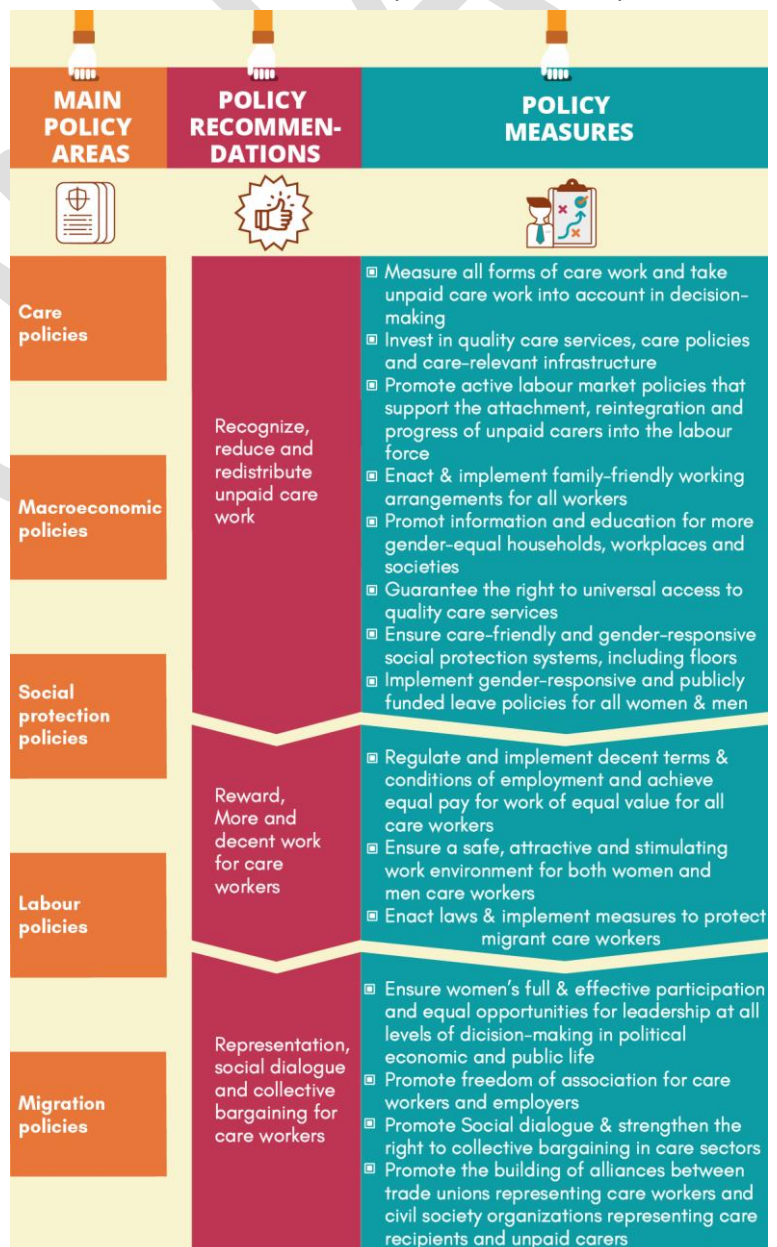 MAIN
POLICY
AREAS
POLICY
RECOMMEN-
DATIONS
POLICY
MEASURES
Care
policies
Macroeconomic
policies
Social
protection
policies
Labour
policies
Migration
policies
Recognize,
reduce and
redistribute
unpaid care
work
Reward,
More and
decent work
for care
workers
Representation,
social dialogue
and collective
bargaining for
care workers
Measure all forms of care work and take
unpaid care work into account in decision-
making
Invest in quality care services, care policies
and care-relevant infrastructure
Promote active labour market policies that
support the attachment, reintegration and
progress of unpaid carers into the labour
force
Enact & implement family-friendly working
arrangements for all workers
Promot information and education for more
gender-equal households, workplaces and
societies
Guarantee the right to universal access to
quality care services
Ensure care-friendly and gender-responsive
social protection systems, including floors
Implement gender-responsive and publicly
funded leave policies for all women & men
Regulate and implement decent terms &
conditions of employment and achieve
equal pay for work of equal value for all
care workers
Ensure a safe, attractive and stimulating
work environment for both women and
men care workers
Enact laws & implement measures to protect
migrant care workers
Ensure women's full & effective participation
and equal opportunities for leadership at all
levels of dicision-making in political
economic and public life
Promote freedom of association for care
workers and employers
Promote Social dialogue & strengthen the
right to collective bargaining in care sectors
Promote the building of alliances between
trade unions representing care workers and
civil society organizations representing care
recipients and unpaid carers